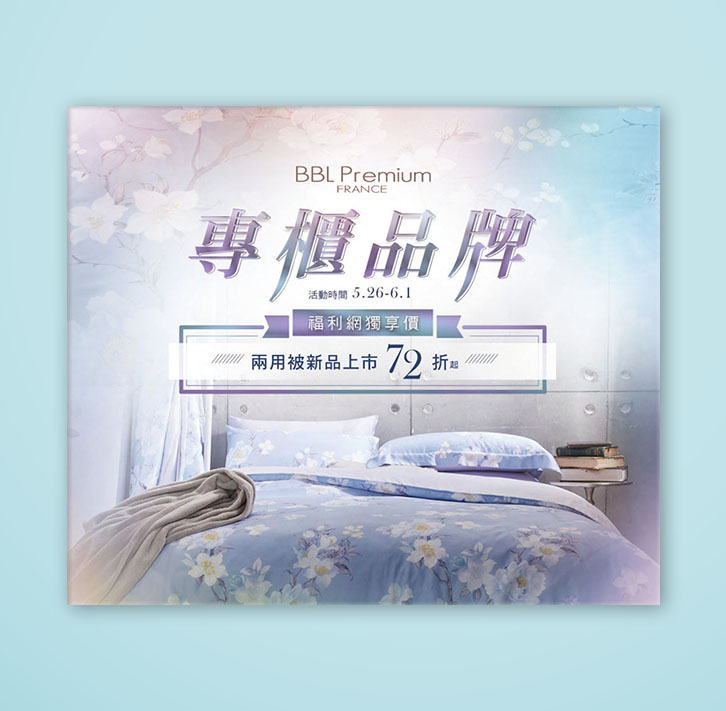 BBL Premium
FRANCE
專櫃品牌
活動時間 5.26-6.1
福利網獨享價
兩用被新品上市 72 折起